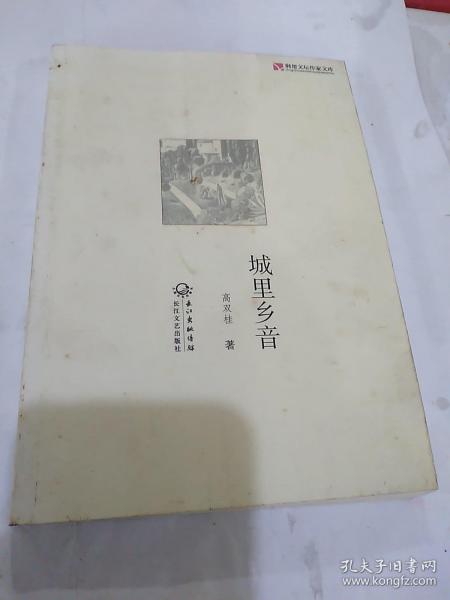 荆楚文坛作家文库
城里乡音
高双桂 著
长江出版传媒
长江文艺出版社
孔夫子旧书网
www.kongfz.com